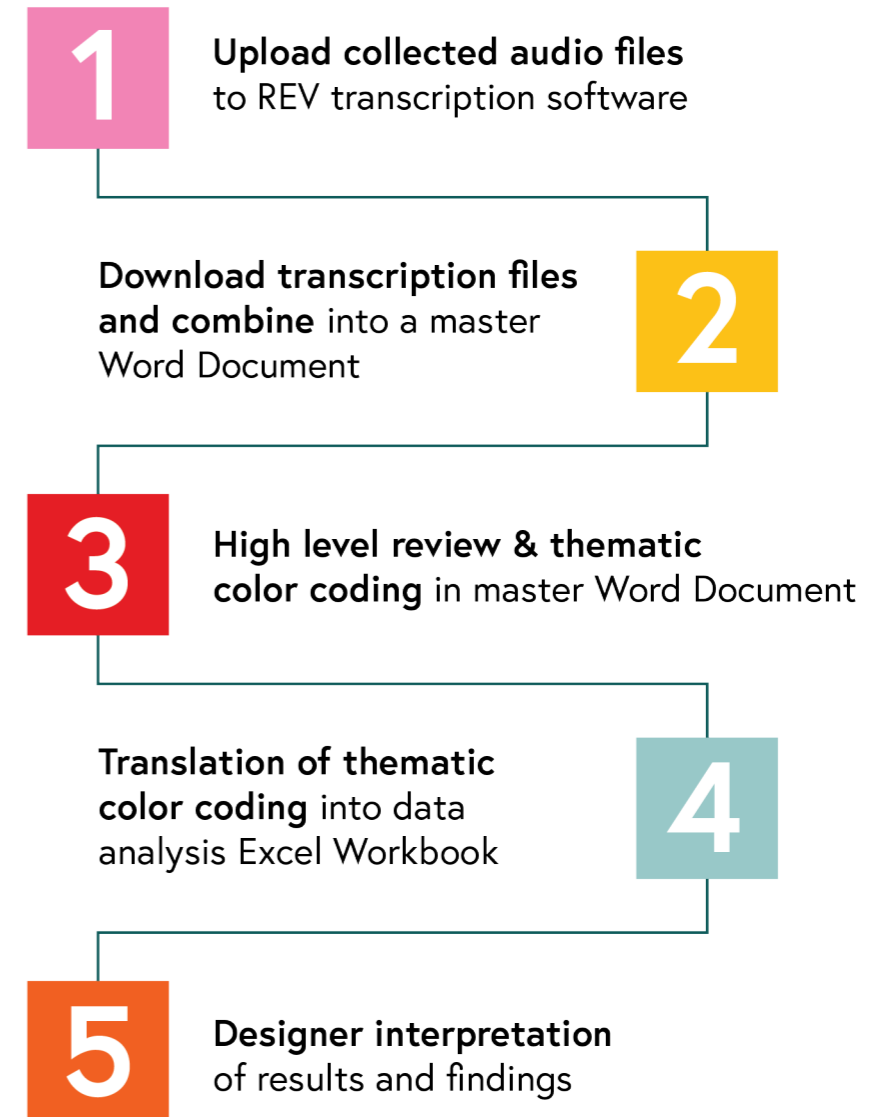 1
Upload collected audio files
to REV transcription software
Download transcription files
and combine into a master
Word Document
2
3
High level review & thematic
color coding in master Word Document
Translation of thematic
color coding into data
analysis Excel Workbook
4
5
Designer interpretation
of results and findings